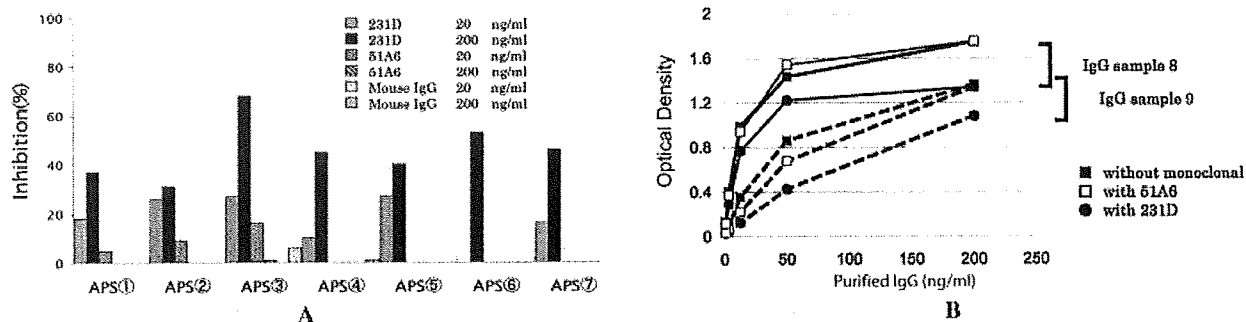 100
80
60
40
20
0
Inhibition(%)
231D 20 ng/ml
231D 200 ng/ml
51A6 20 ng/ml
51A6 200 ng/ml
Mouse IgG 20 ng/ml
Mouse IgG 200 ng/ml
APS① APS② APS③ APS④ APS⑤ APS⑥ APS⑦
A
2
1.6
1.2
0.8
0.4
0
Optical Density
0 50 100 150 200 250
Purified IgG (ng/ml)
IgG sample 8
IgG sample 9
without monoclonal
with 51A6
with 231D
B